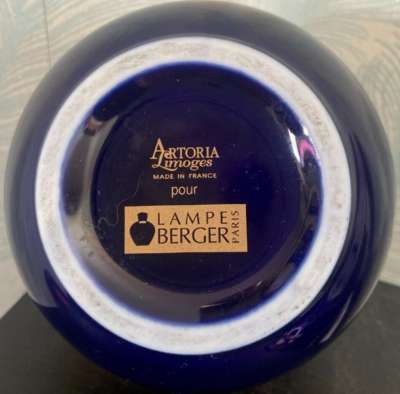 ARTORIA
Limoges
MADE IN FRANCE
pour
LAMPE
BERGER
PARIS